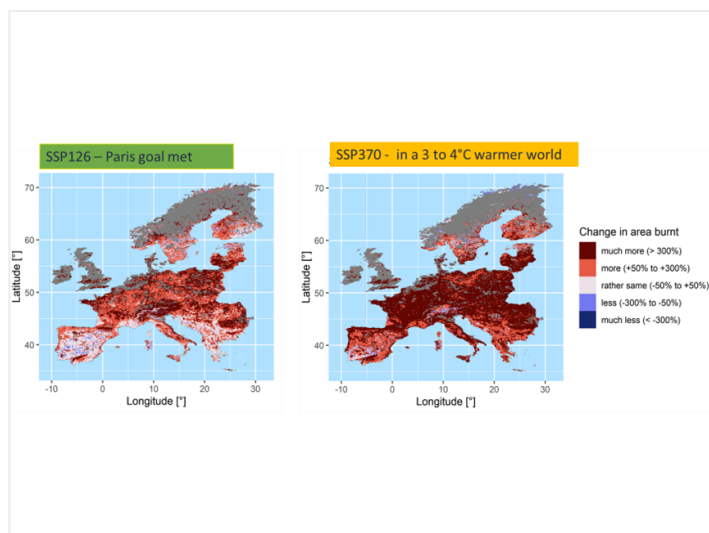 SSP126 – Paris goal met
70
60
50
40
Latitude [°]
-10
0
10
20
30
Longitude [°]
SSP370 -  in a 3 to 4°C warmer world
70
60
50
40
Latitude [°]
-10
0
10
20
30
Longitude [°]
Change in area burnt
much more (> 300%)
more (+50% to +300%)
rather same (-50% to +50%)
less (-300% to -50%)
much less (< -300%)